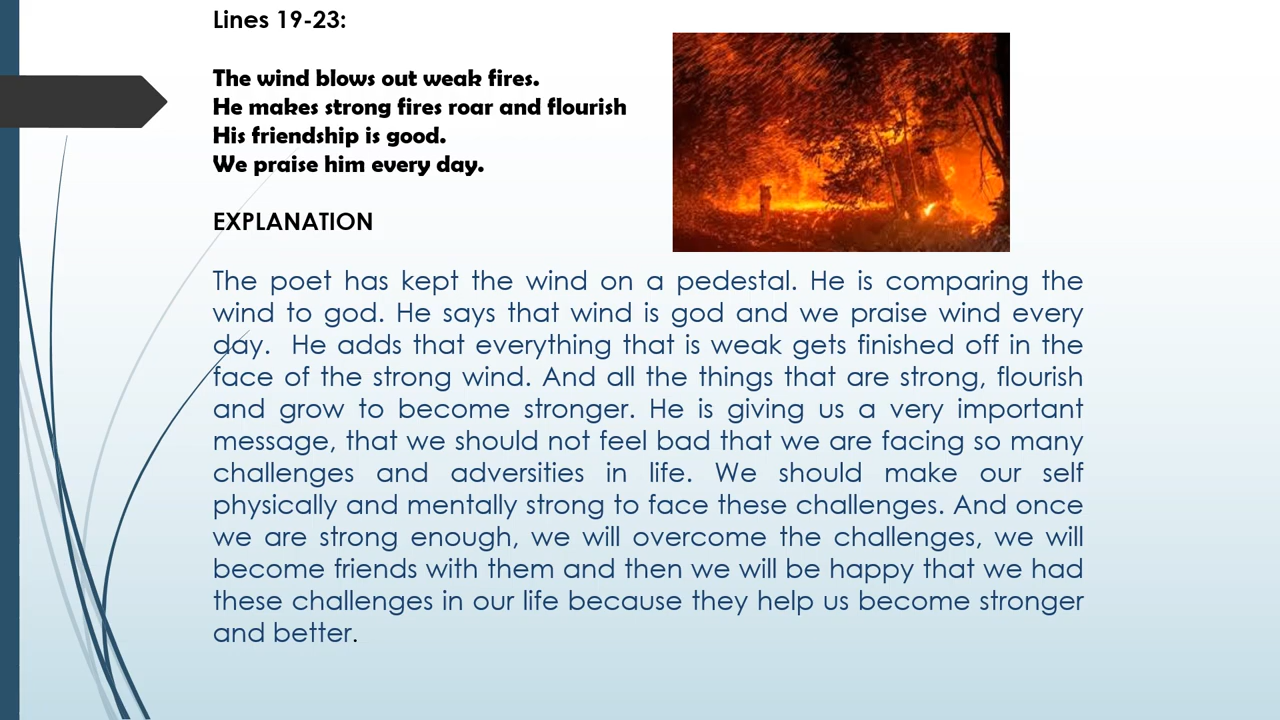 Lines 19-23:
The wind blows out weak fires.
He makes strong fires roar and flourish
His friendship is good.
We praise him every day.
EXPLANATION
The poet has kept the wind on a pedestal. He is comparing the
wind to god. He says that wind is god and we praise wind every
day.  He adds that everything that is weak gets finished off in the
face of the strong wind. And all the things that are strong, flourish
and grow to become stronger. He is giving us a very important
message, that we should not feel bad that we are facing so many
challenges and adversities in life. We should make our self
physically and mentally strong to face these challenges. And once
we are strong enough, we will overcome the challenges, we will
become friends with them and then we will be happy that we had
these challenges in our life because they help us become stronger
and better.